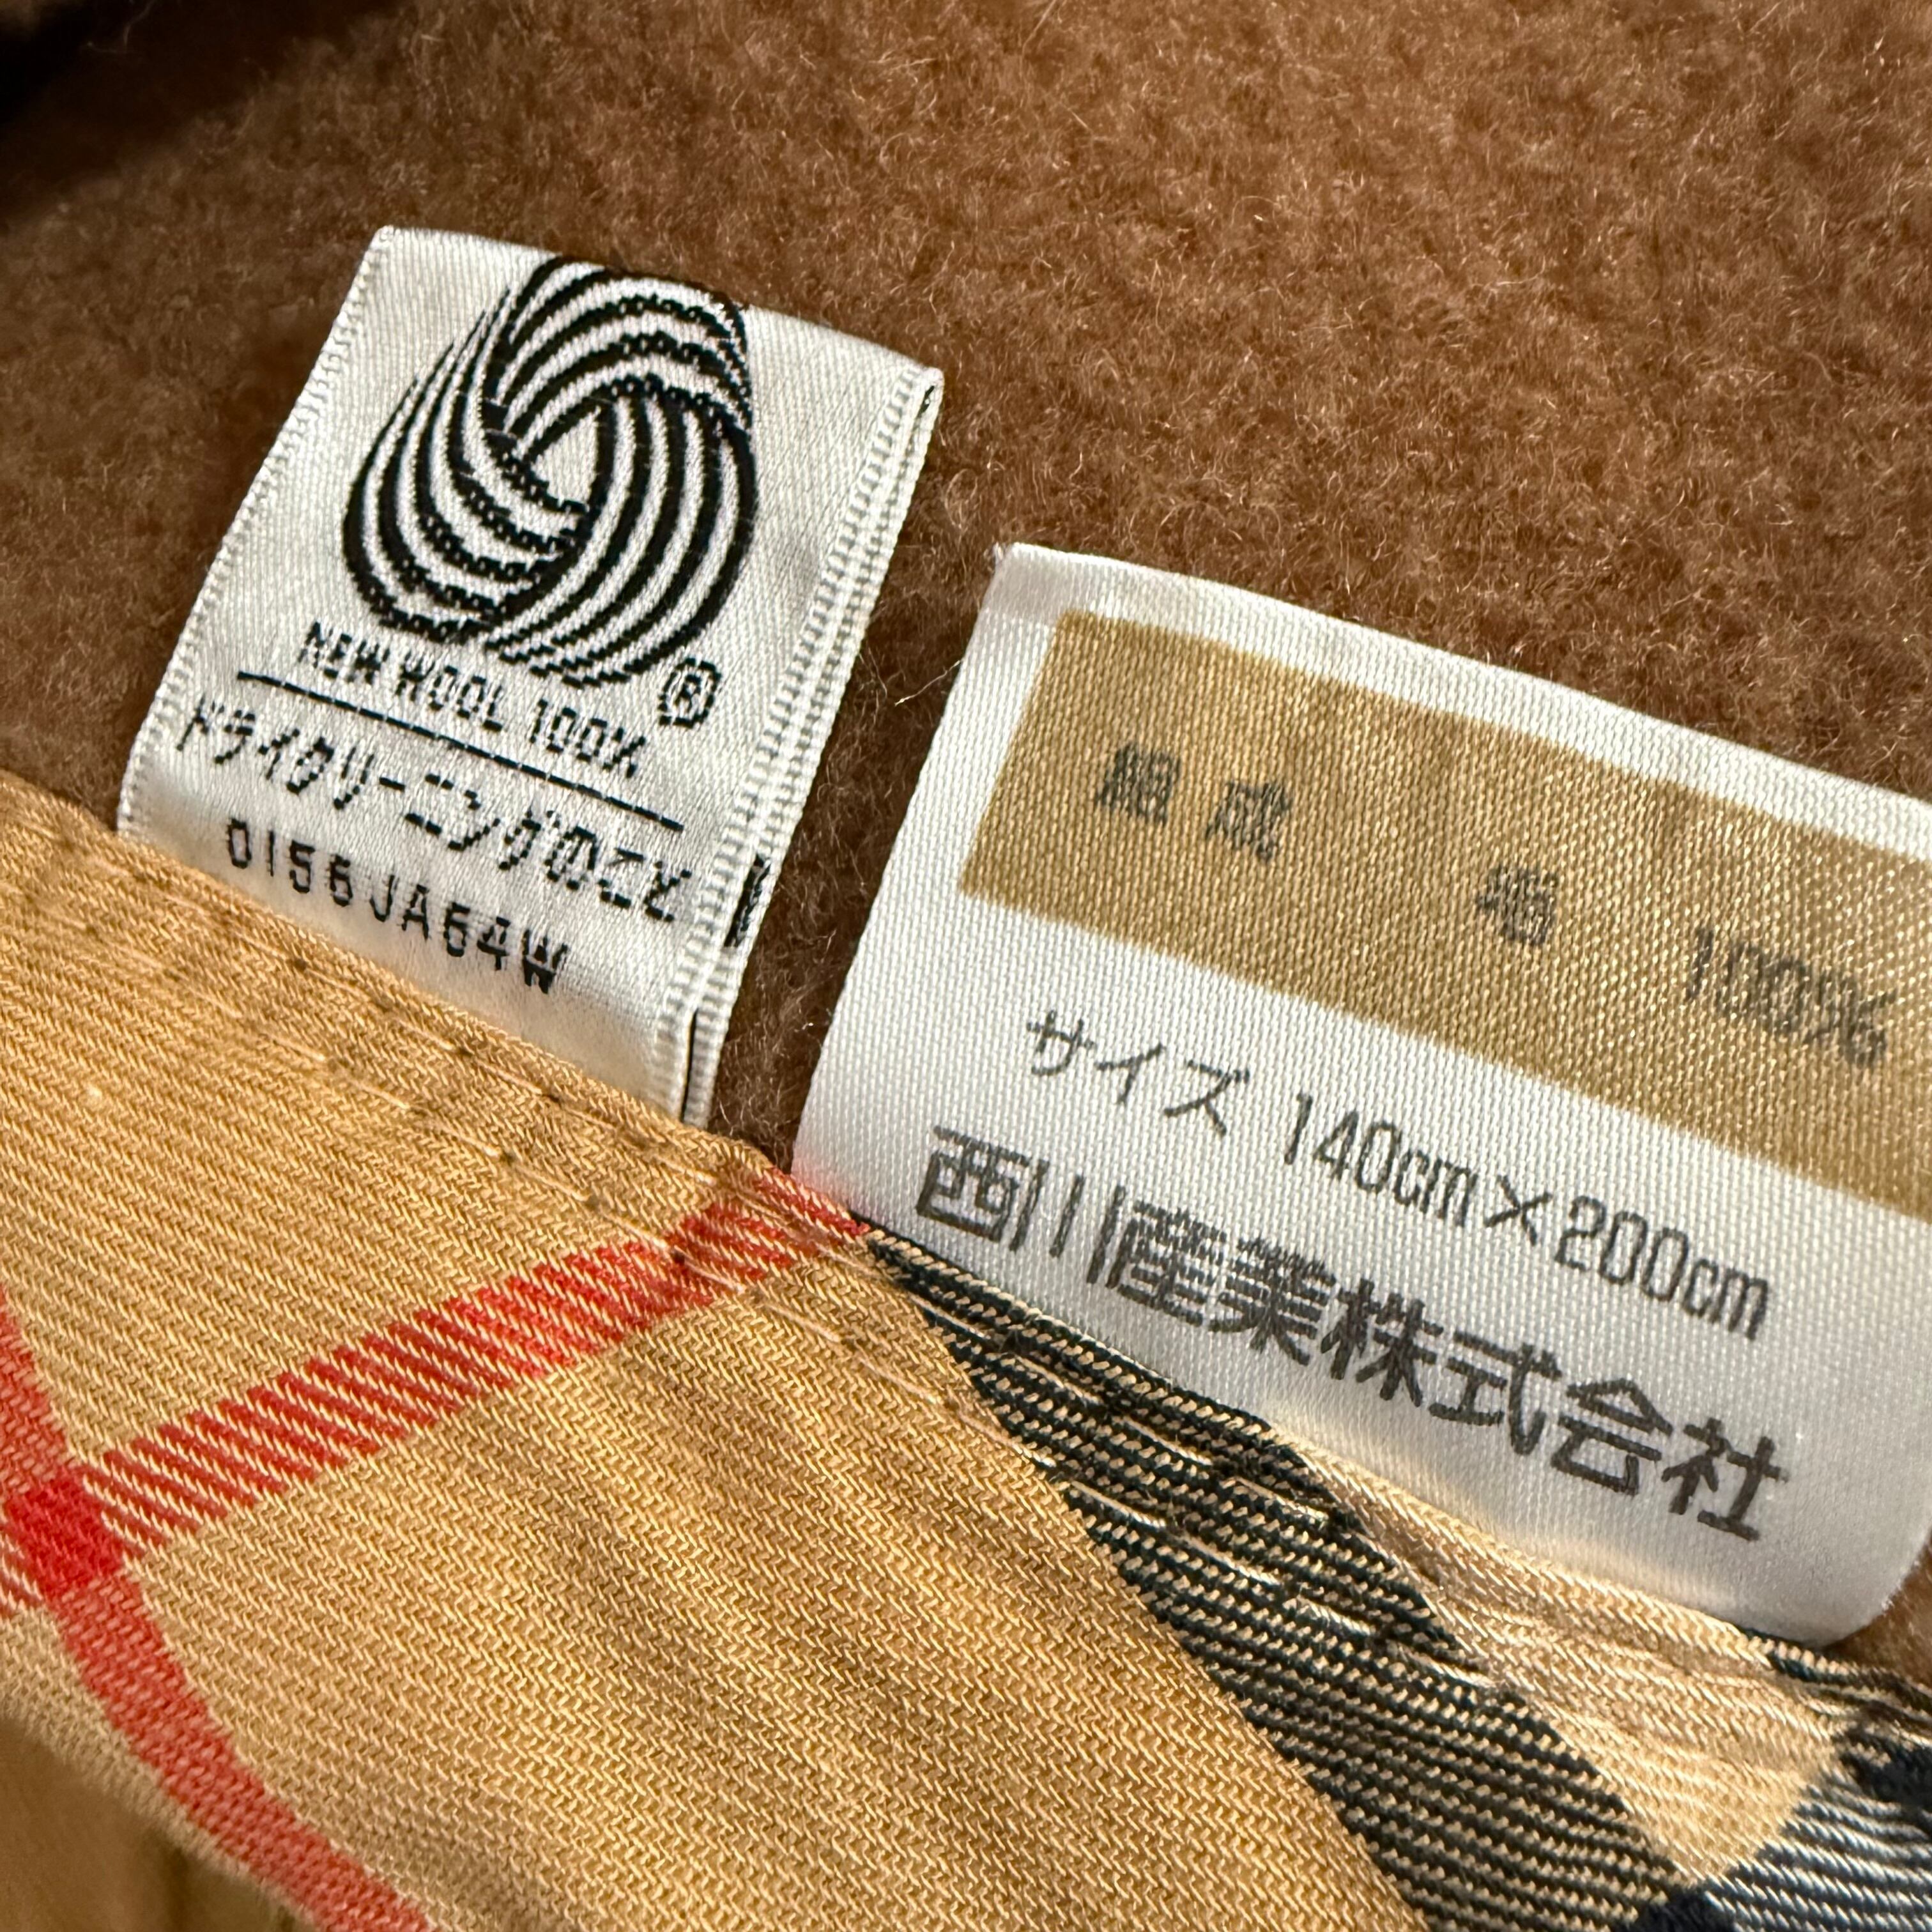 ®
NEW WOOL 100%
ドライクリーニングのこと
0156JA64W
組成 毛 100%
サイズ 140cm×200cm
西川産業株式会社